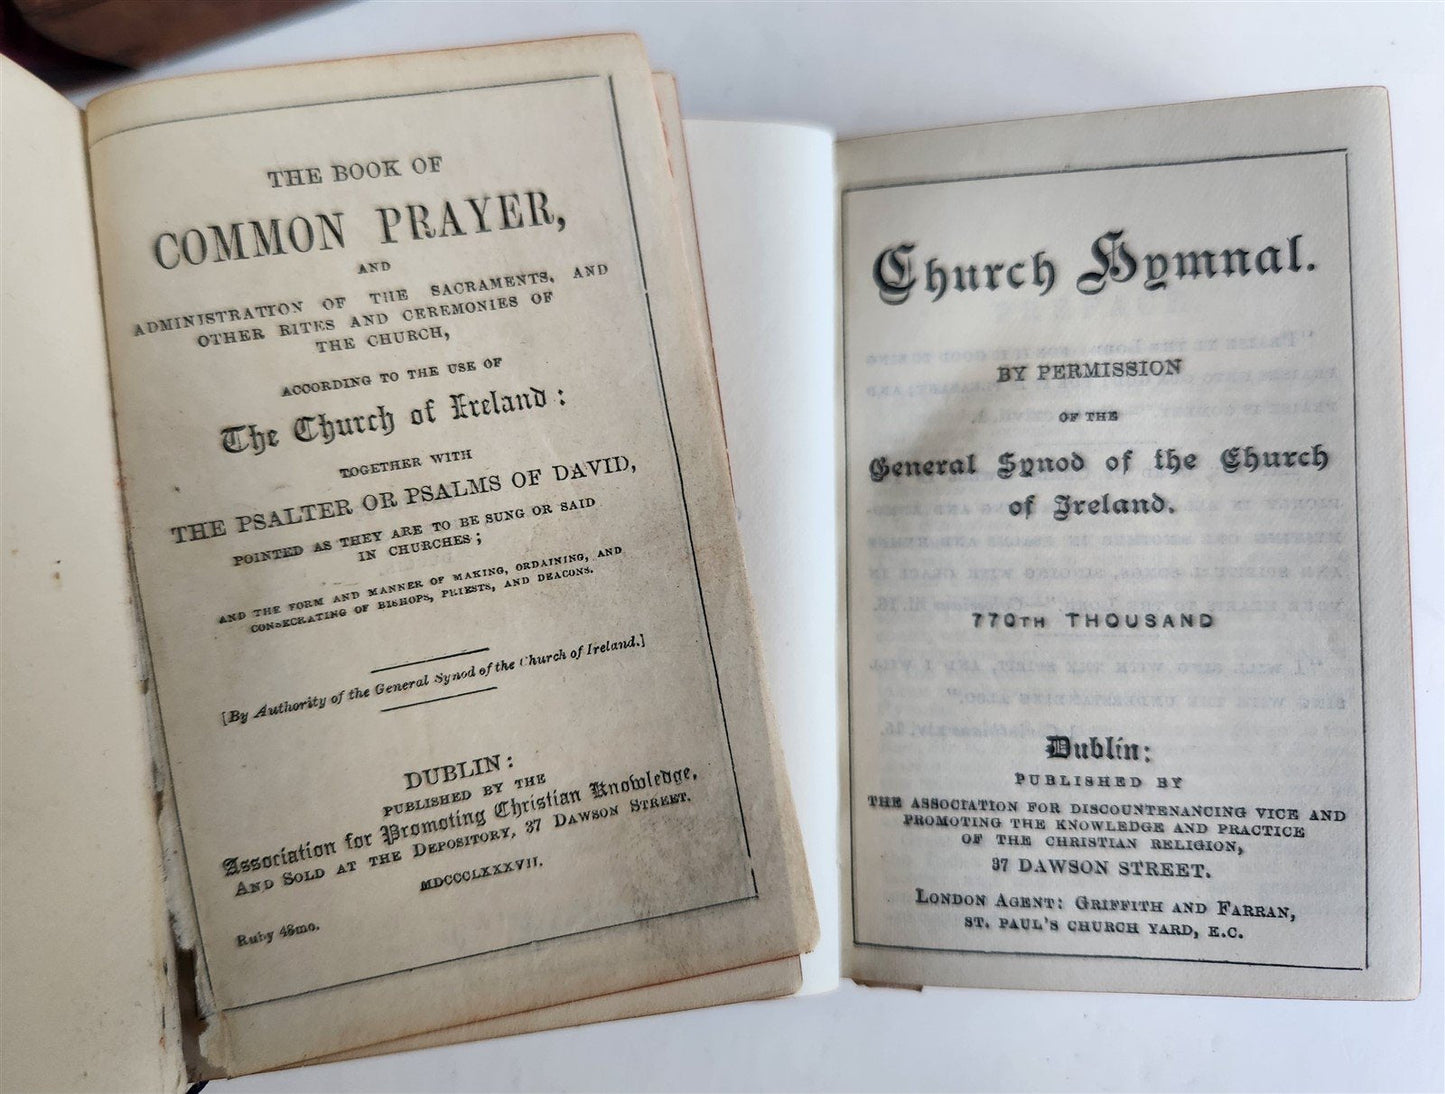 THE BOOK OF
COMMON PRAYER,
AND
ADMINISTRATION OF THE SACRAMENTS, AND
OTHER RITES AND CEREMONIES OF
THE CHURCH,
ACCORDING TO THE USE OF
The Church of Ireland:
TOGETHER WITH
THE PSALTER OR PSALMS OF DAVID,
POINTED AS THEY ARE TO BE SUNG OR SAID
IN CHURCHES;
AND THE FORM AND MANNER OF MAKING, ORDAINING, AND
CONSECRATING OF BISHOPS, PRIESTS, AND DEACONS.
[By Authority of the General Synod of the Church of Ireland.]
DUBLIN:
PUBLISHED BY THE
Association for Promoting Christian Knowledge,
AND SOLD AT THE DEPOSITORY, 37 DAWSON STREET.
MDCCCLXXXVII.
Ruby 48mo.
Church Hymnal.
BY PERMISSION
OF THE
General Synod of the Church
of Ireland.
770TH THOUSAND
Dublin:
PUBLISHED BY
THE ASSOCIATION FOR DISCOUNTENANCING VICE AND
PROMOTING THE KNOWLEDGE AND PRACTICE
OF THE CHRISTIAN RELIGION,
37 DAWSON STREET.
LONDON AGENT: GRIFFITH AND FARRAN,
ST. PAUL'S CHURCH YARD, E.C.